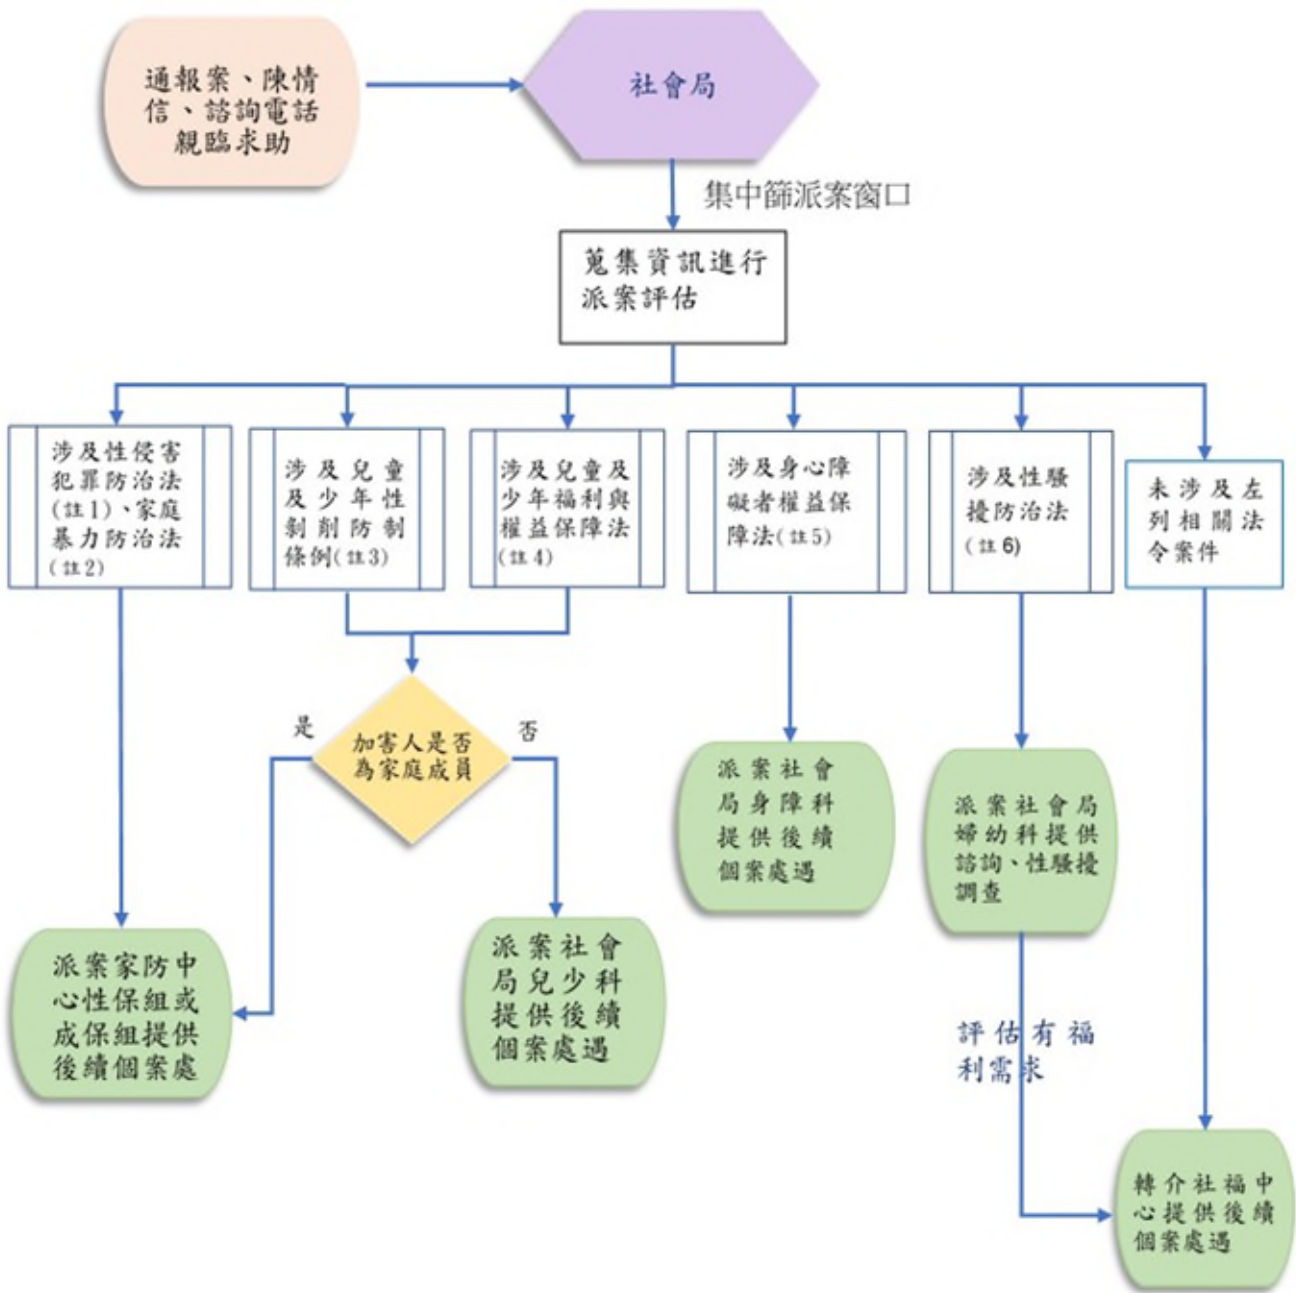 通報案、陳情
信、諮詢電話
親臨求助
社會局
集中篩派案窗口
蒐集資訊進行
派案評估
涉及性侵害
犯罪防治法
(註1)、家庭
暴力防治法
(註2)
涉及兒童
及少年性
剝削防制
條例(註3)
涉及兒童及
少年福利與
權益保障法
(註4)
涉及身心障
礙者權益保
障法(註5)
涉及性騷
擾防治法
(註6)
未涉及左
列相關法
令案件
是
加害人是否
為家庭成員
否
派案社會
局身障科
提供後續
個案處遇
派案社會局
婦幼科提供
諮詢、性騷擾
調查
派案家防中
心性保組或
成保組提供
後續個案處
派案社會
局兒少科
提供後續
個案處遇
評估有福
利需求
轉介社福中
心提供後續
個案處遇